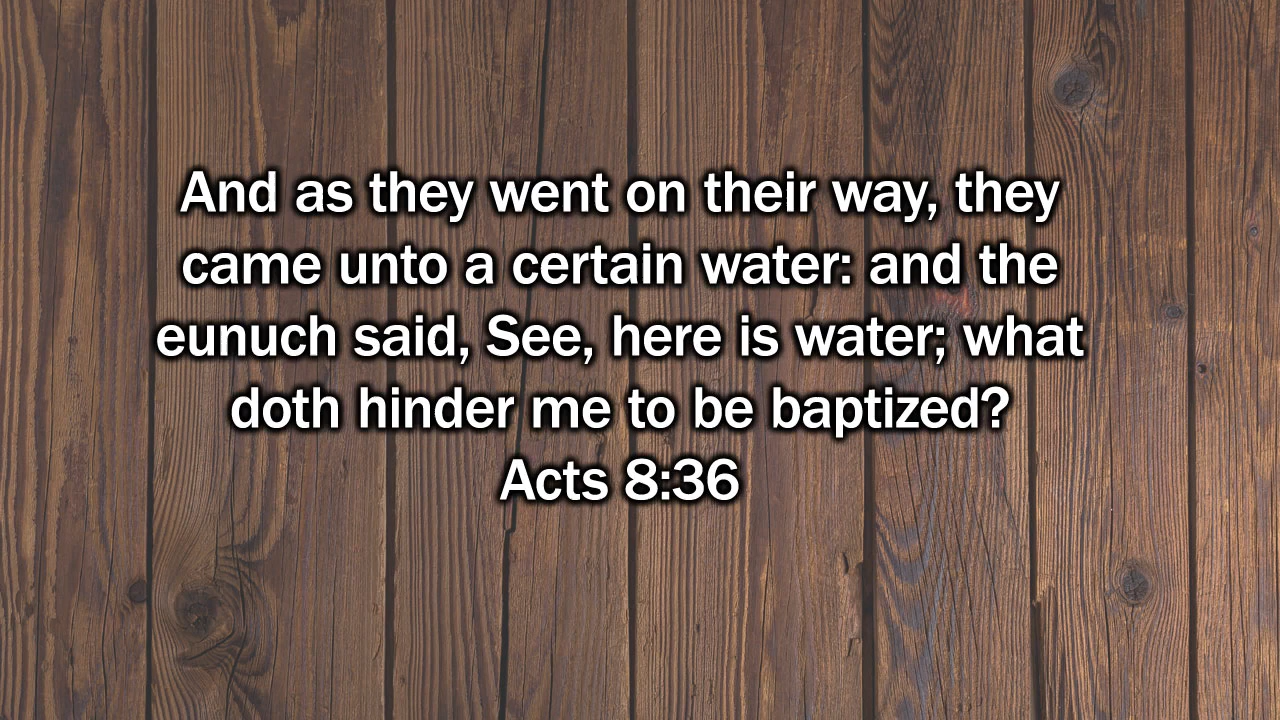 And as they went on their way, they
came unto a certain water: and the
eunuch said, See, here is water; what
doth hinder me to be baptized?
Acts 8:36